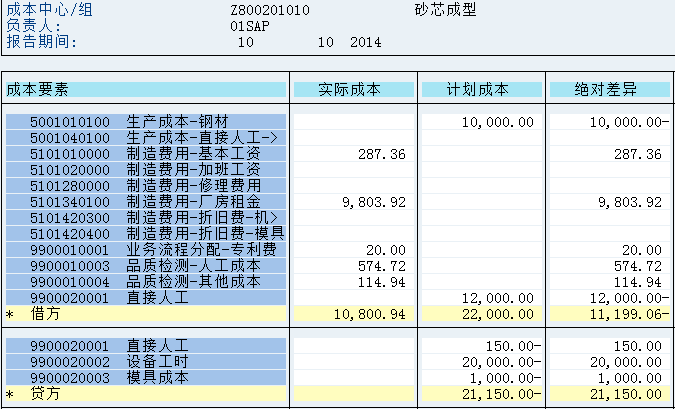 成本中心/组 Z800201010 砂芯成型
负责人: 01SAP
报告期间: 10 10 2014
成本要素 实际成本 计划成本 绝对差异
5001010100 生产成本-钢材 10,000.00 10,000.00-
5001040100 生产成本-直接人工->
5101010000 制造费用-基本工资 287.36 287.36
5101020000 制造费用-加班工资
5101280000 制造费用-修理费用
5101340100 制造费用-厂房租金 9,803.92 9,803.92
5101420300 制造费用-折旧费-机>
5101420400 制造费用-折旧费-模具
9900010001 业务流程分配-专利费 20.00 20.00
9900010003 品质检测-人工成本 574.72 574.72
9900010004 品质检测-其他成本 114.94 114.94
9900020001 直接人工 12,000.00 12,000.00-
* 借方 10,800.94 22,000.00 11,199.06-
9900020001 直接人工 150.00- 150.00
9900020002 设备工时 20,000.00- 20,000.00
9900020003 模具成本 1,000.00- 1,000.00
* 贷方 21,150.00- 21,150.00